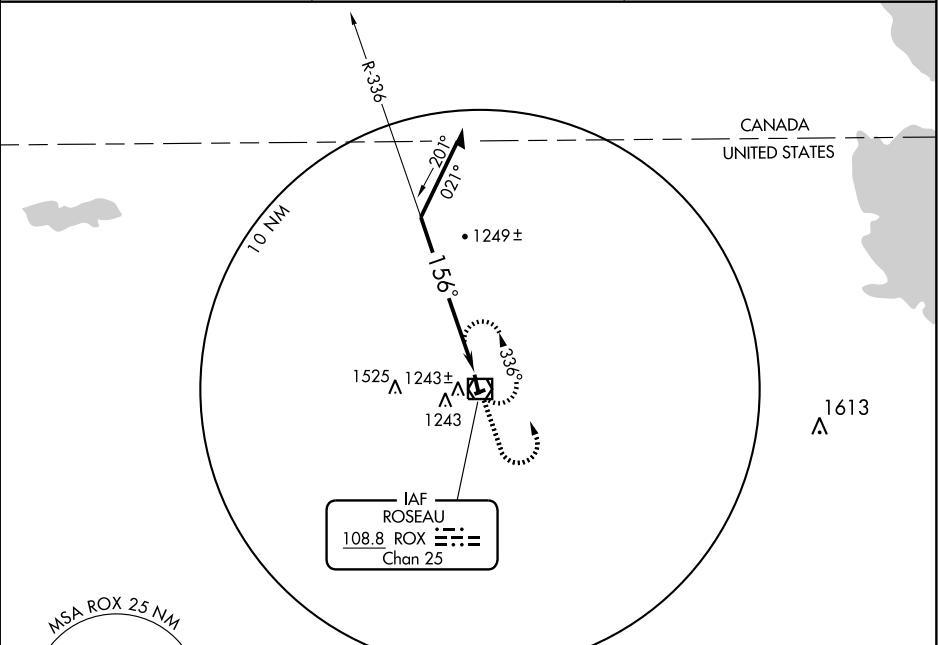 R-336
CANADA
UNITED STATES
201°
021°
10 NM
1249±
156°
336°
1525
1243±
1243
1613
IAF
ROSEAU
108.8 ROX
Chan 25
MSA ROX 25 NM